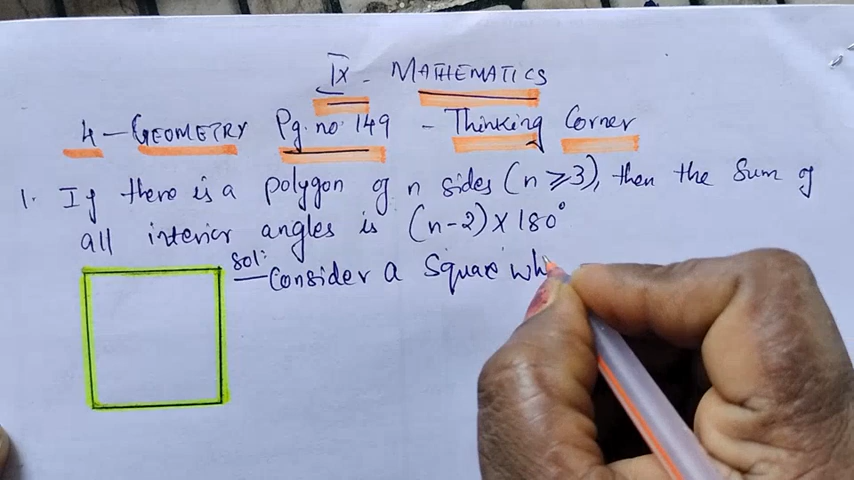 IX - MATHEMATICS
4 - GEOMETRY Pg. no. 149 - Thinking Corner
1. If there is a polygon of n sides (n ≥ 3), then the sum of
all interior angles is (n-2) × 180°
Sol:
- Consider a Square wh